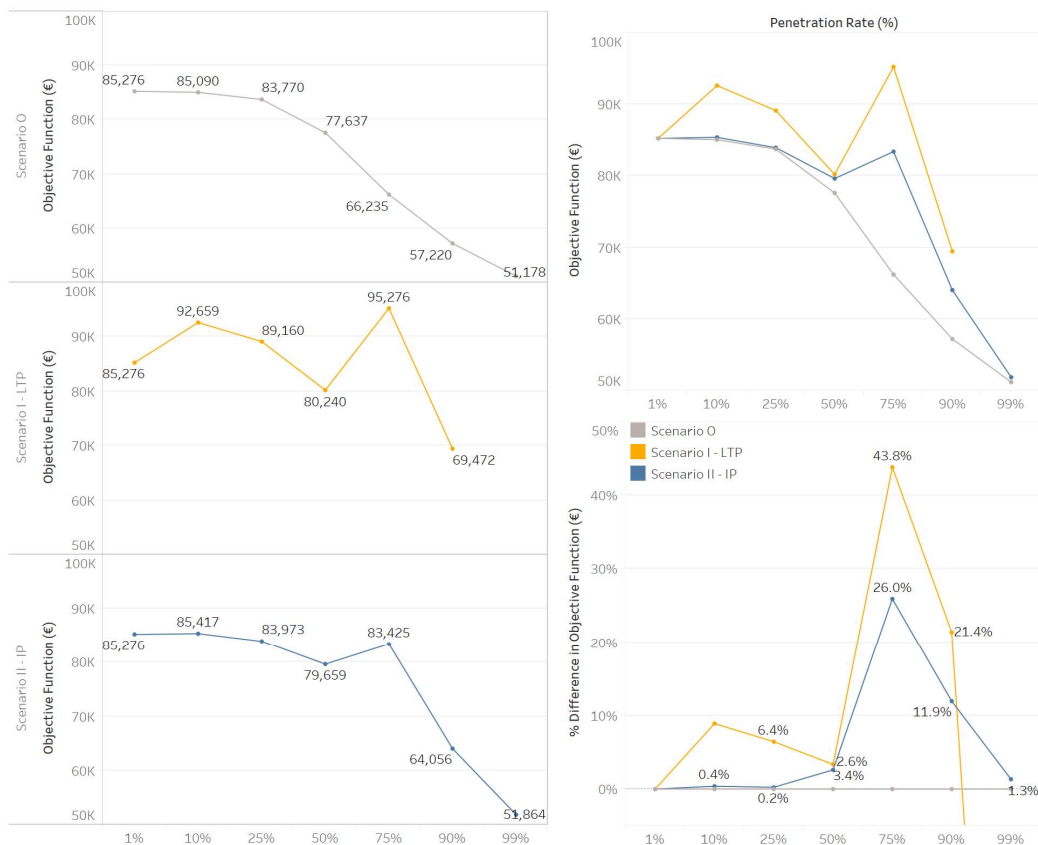 Scenario O
Objective Function (€)
100K
90K
80K
70K
60K
50K
85,276
85,090
83,770
77,637
66,235
57,220
51,178
Scenario I - LTP
Objective Function (€)
100K
90K
80K
70K
60K
50K
85,276
92,659
89,160
80,240
95,276
69,472
Scenario II - IP
Objective Function (€)
100K
90K
80K
70K
60K
50K
85,276
85,417
83,973
79,659
83,425
64,056
51,864
1% 10% 25% 50% 75% 90% 99%
Penetration Rate (%)
Objective Function (€)
100K
90K
80K
70K
60K
50K
1% 10% 25% 50% 75% 90% 99%
% Difference in Objective Function (€)
50%
40%
30%
20%
10%
0%
Scenario O
Scenario I - LTP
Scenario II - IP
0.4%
6.4%
0.2%
2.6%
3.4%
43.8%
26.0%
21.4%
11.9%
1.3%
1% 10% 25% 50% 75% 90% 99%